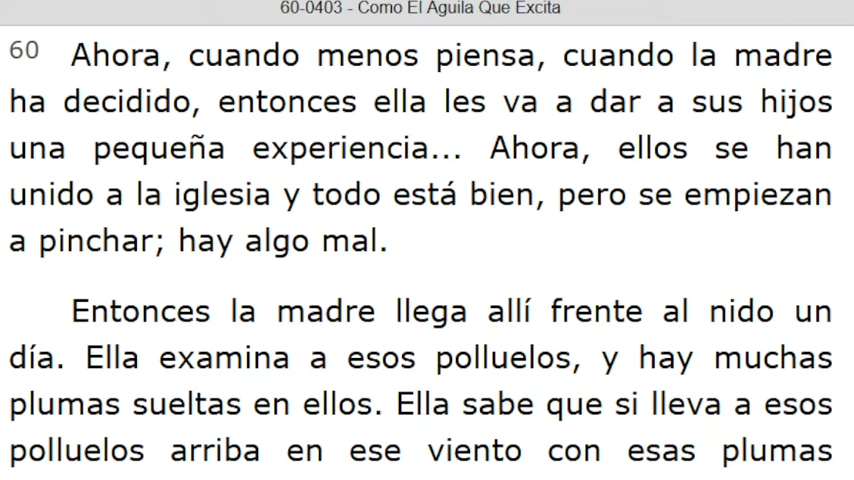 60-0403 - Como El Aguila Que Excita
60 Ahora, cuando menos piensa, cuando la madre
ha decidido, entonces ella les va a dar a sus hijos
una pequeña experiencia... Ahora, ellos se han
unido a la iglesia y todo está bien, pero se empiezan
a pinchar; hay algo mal.
Entonces la madre llega allí frente al nido un
día. Ella examina a esos polluelos, y hay muchas
plumas sueltas en ellos. Ella sabe que si lleva a esos
polluelos arriba en ese viento con esas plumas